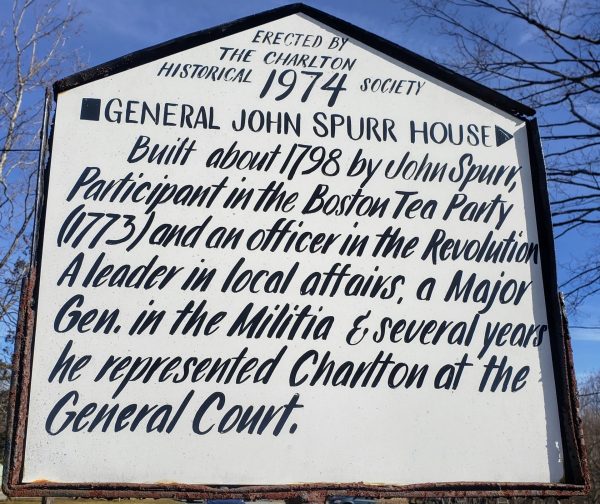 ERECTED BY
THE CHARLTON
HISTORICAL 1974 SOCIETY
GENERAL JOHN SPURR HOUSE
Built about 1798 by John Spurr,
Participant in the Boston Tea Party
(1773) and an officer in the Revolution
A leader in local affairs, a Major
Gen. in the Militia & several years
he represented Charlton at the
General Court.